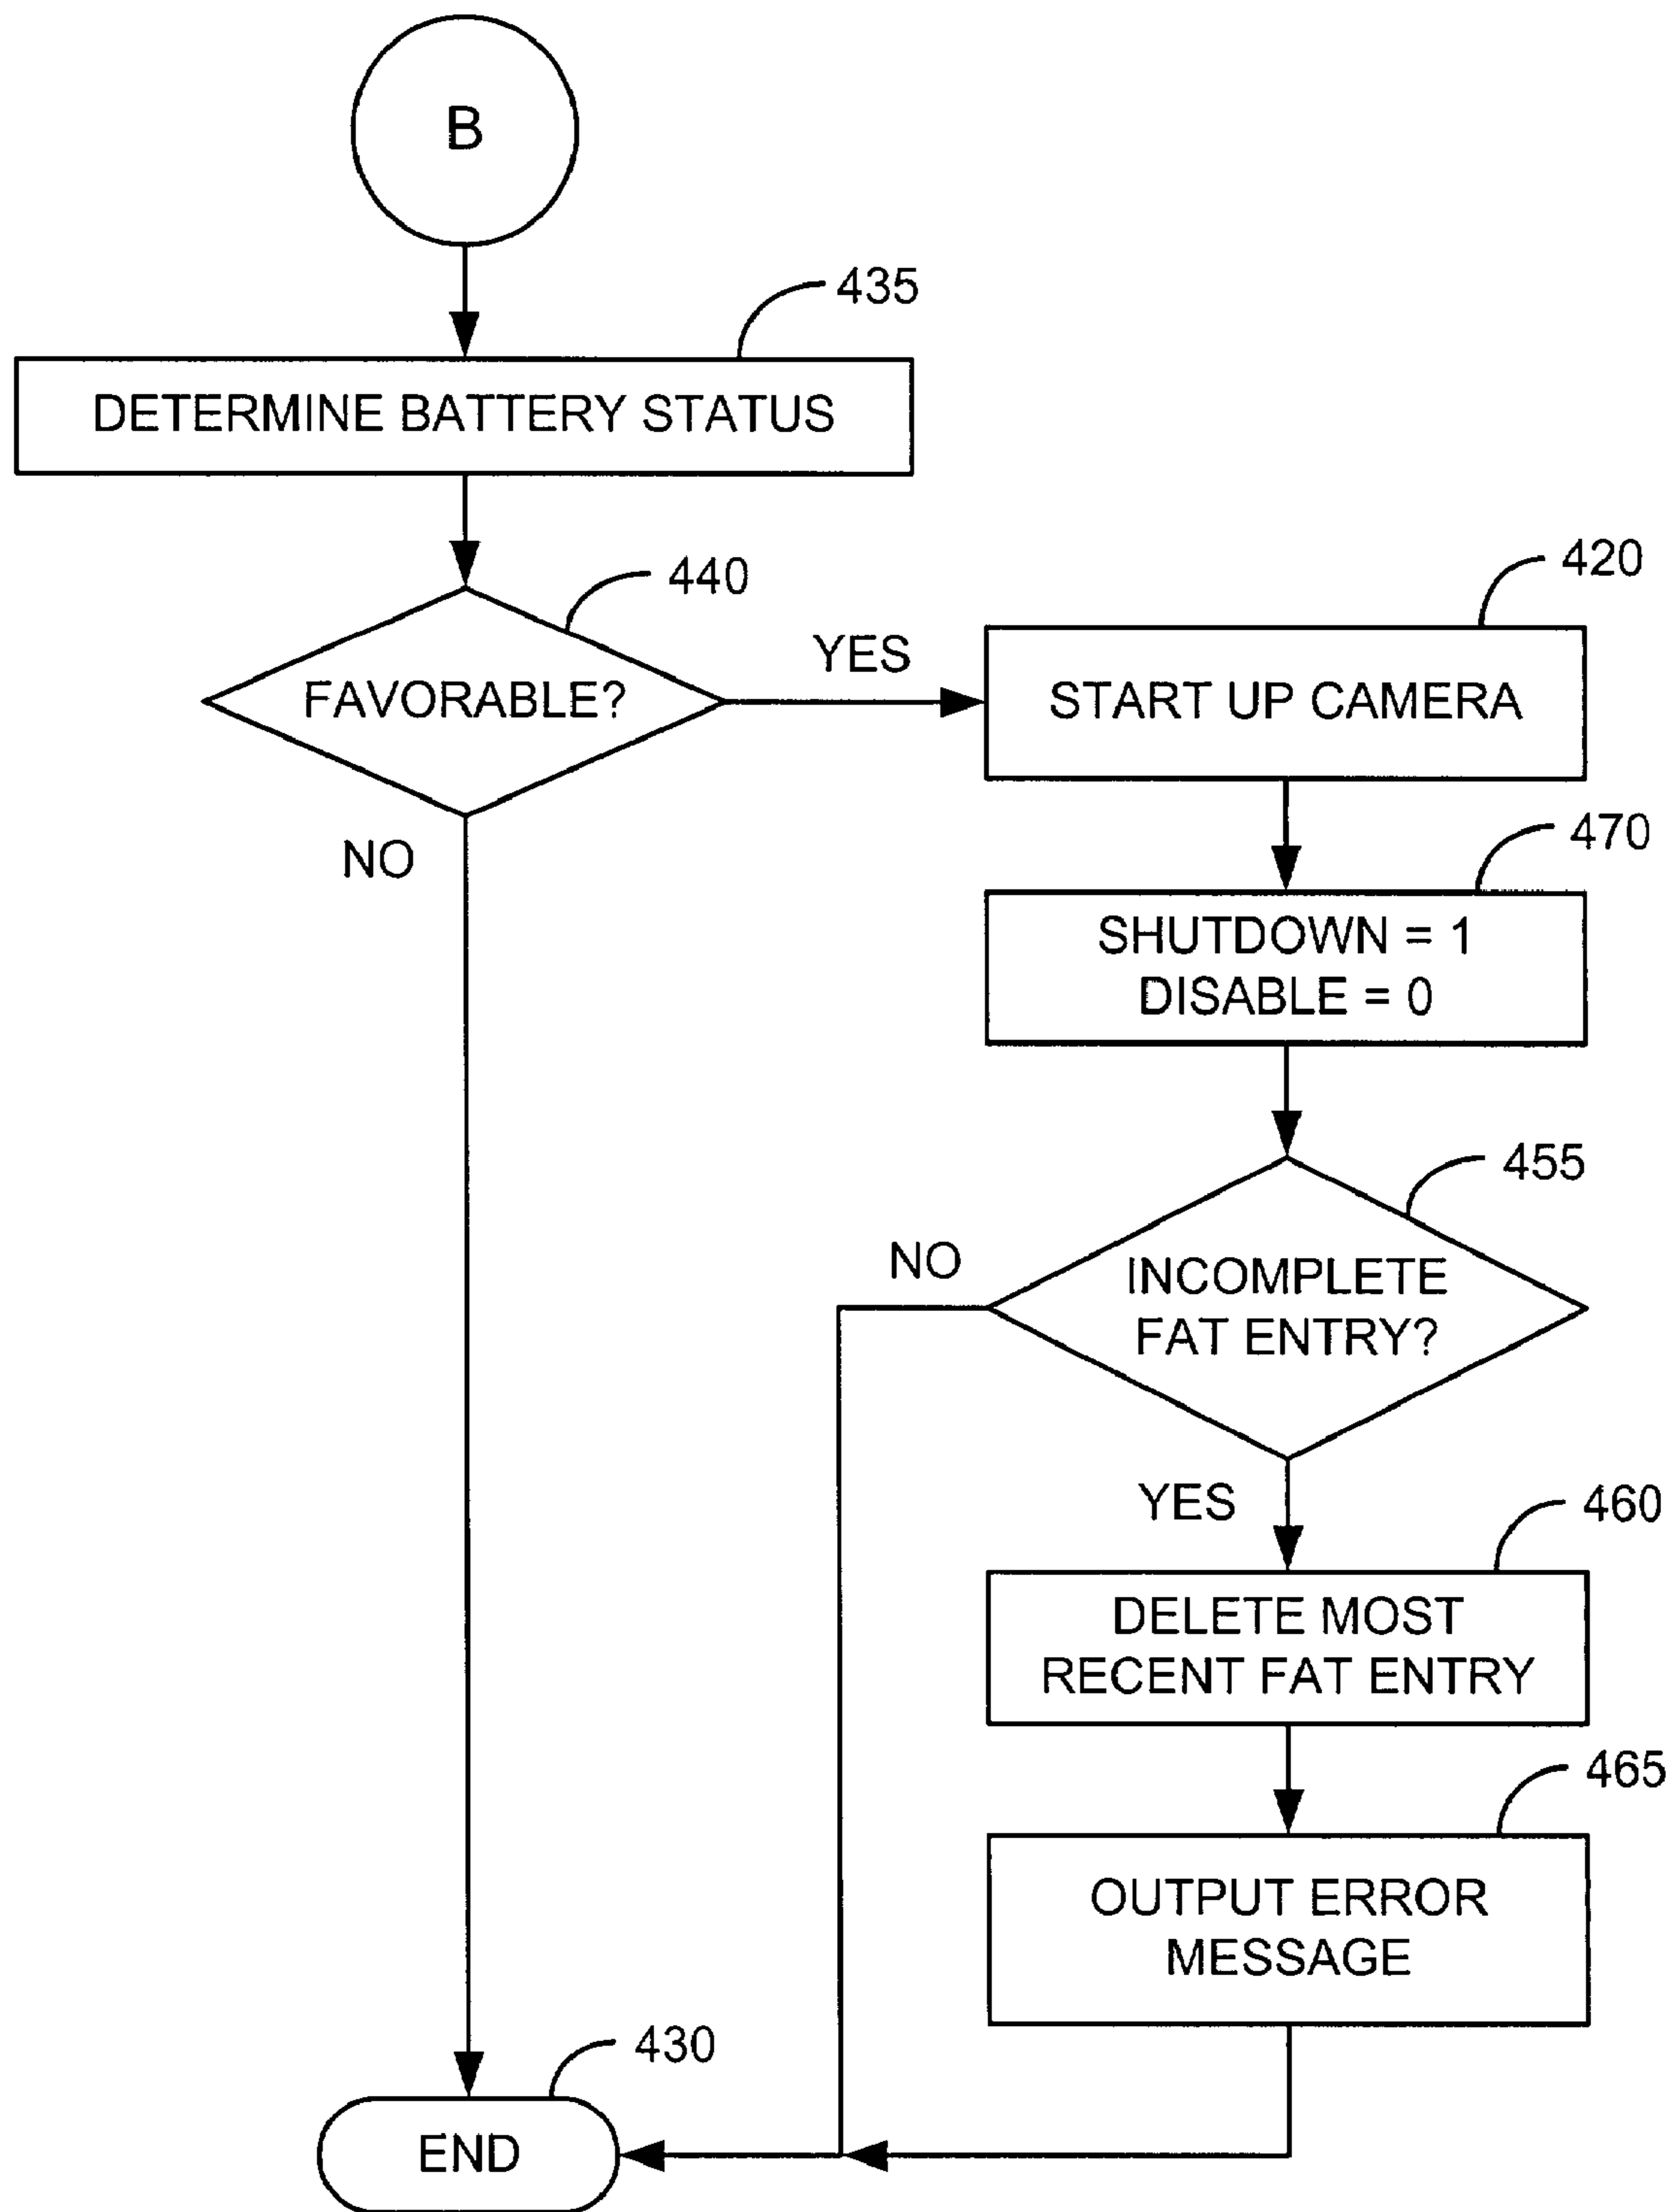 B
435
DETERMINE BATTERY STATUS
440
FAVORABLE?
YES
420
START UP CAMERA
NO
470
SHUTDOWN = 1
DISABLE = 0
455
NO
INCOMPLETE
FAT ENTRY?
YES
460
DELETE MOST
RECENT FAT ENTRY
465
OUTPUT ERROR
MESSAGE
430
END